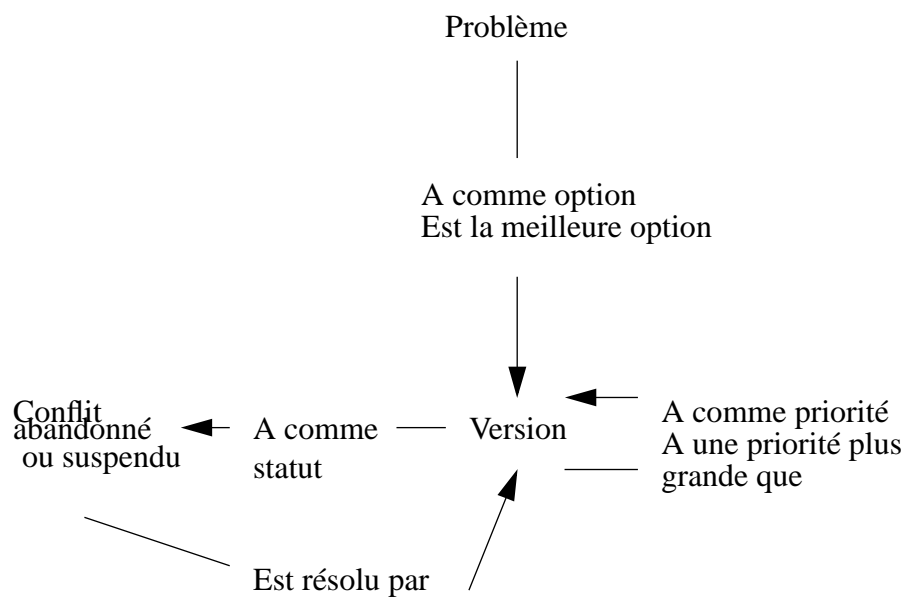 Problème
A comme option
Est la meilleure option
Conflit
abandonné
ou suspendu
A comme
statut
Version
A comme priorité
A une priorité plus
grande que
Est résolu par